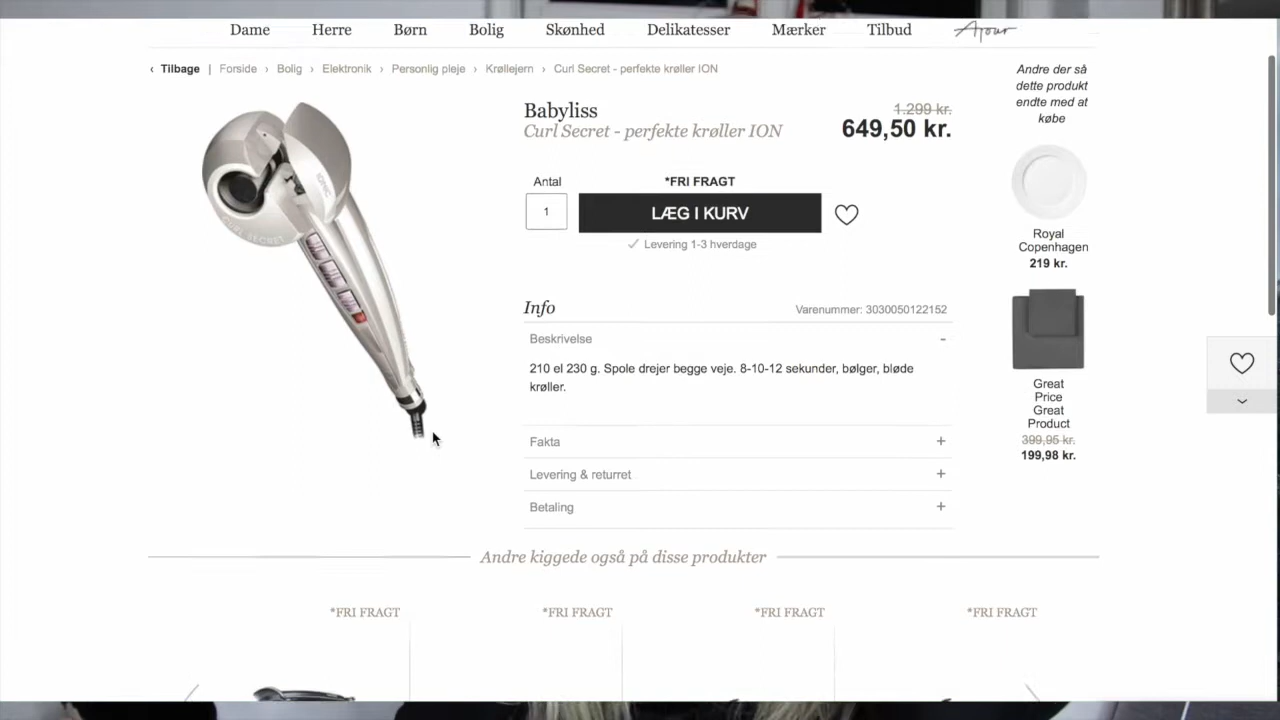 Dame Herre Børn Bolig Skønhed Delikatesser Mærker Tilbud Ajour
‹ Tilbage | Forside › Bolig › Elektronik › Personlig pleje › Krøllejern › Curl Secret - perfekte krøller ION
Babyliss
Curl Secret - perfekte krøller ION
1.299 kr.
649,50 kr.
Antal
*FRI FRAGT
1
LÆG I KURV
Levering 1-3 hverdage
Info
Varenummer: 3030050122152
Beskrivelse -
210 el 230 g. Spole drejer begge veje. 8-10-12 sekunder, bølger, bløde
krøller.
Fakta +
Levering & returret +
Betaling +
Andre der så
dette produkt
endte med at
købe
Royal
Copenhagen
219 kr.
Great
Price
Great
Product
399,95 kr.
199,98 kr.
CURL SECRET
Andre kiggede også på disse produkter
*FRI FRAGT *FRI FRAGT *FRI FRAGT *FRI FRAGT